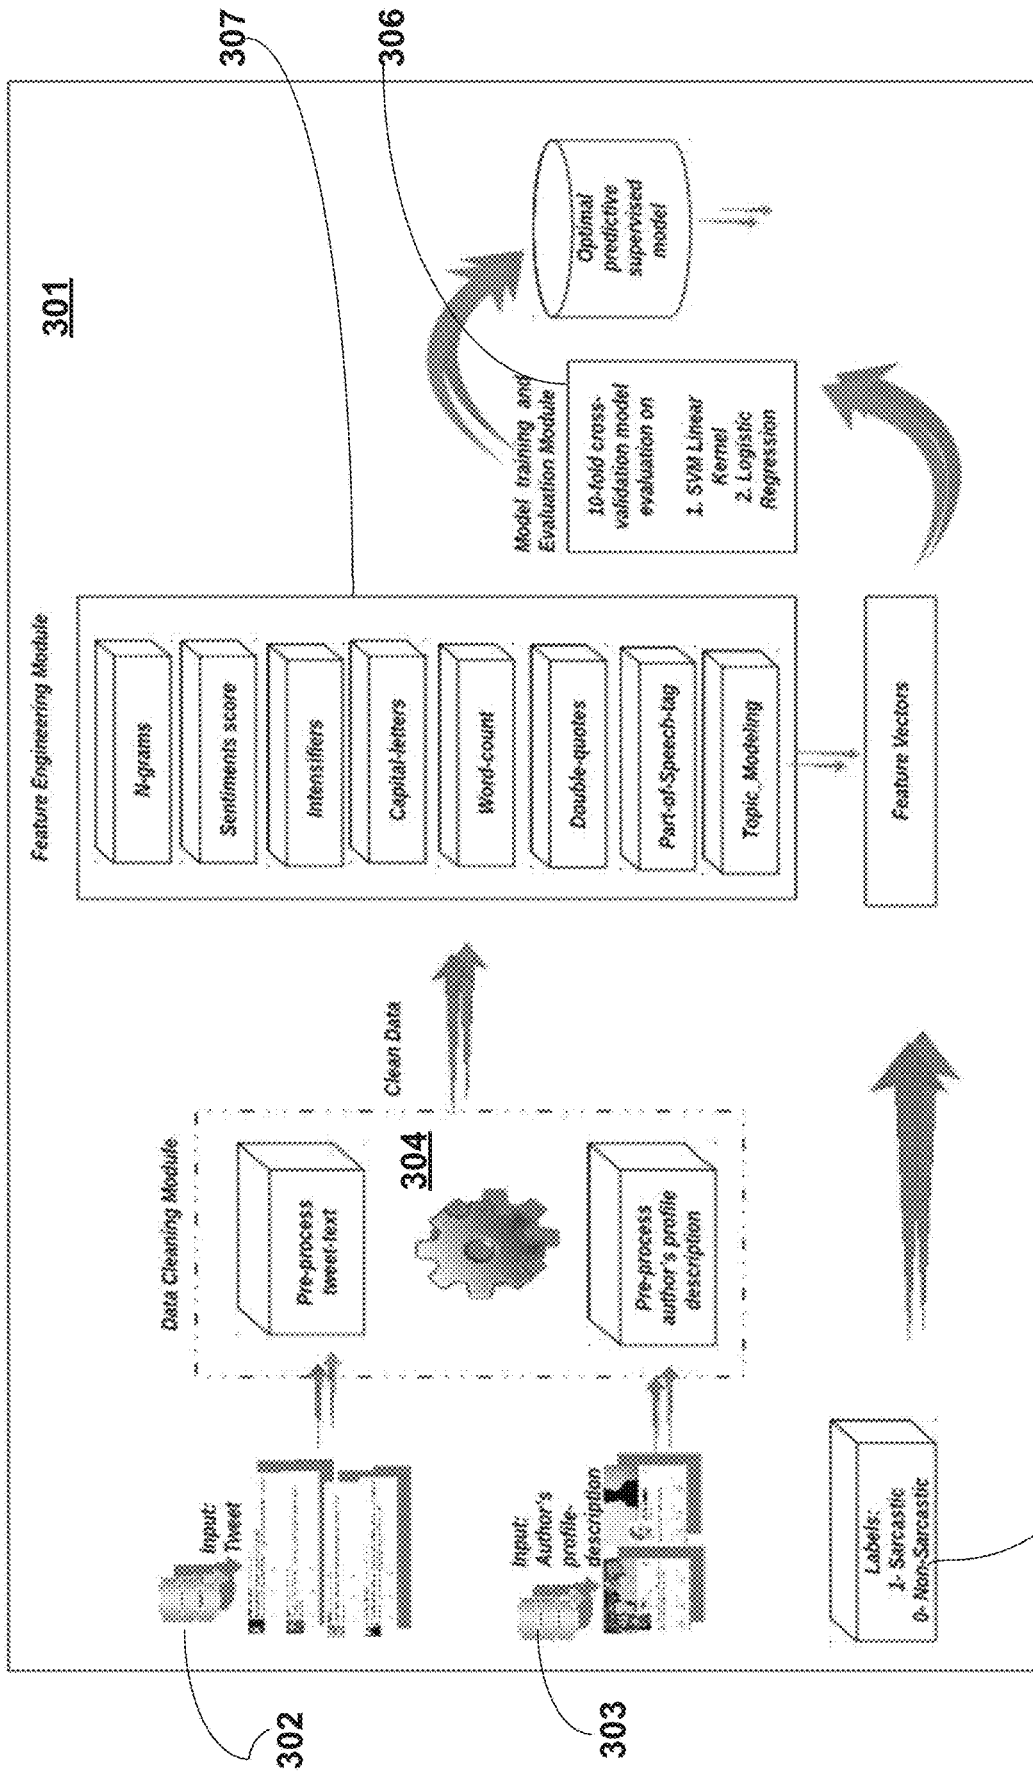 301
302
Input:
Tweet
303
Input:
Author's
profile-
description
Labels:
1- Sarcastic
0- Non-Sarcastic
Data Cleaning Module
Pre-process
tweet-text
304
Pre-process
author's profile
description
Clean Data
Feature Engineering Module
N-grams
Sentiments score
Intensifiers
Capital-letters
Word-count
Double-quotes
Part-of-Speech-tag
Topic_Modeling
Feature Vectors
307
306
Model training and
Evaluation Module
10-fold cross-
validation model
evaluation on
1. SVM Linear
Kernel
2. Logistic
Regression
Optimal
predictive
supervised
model